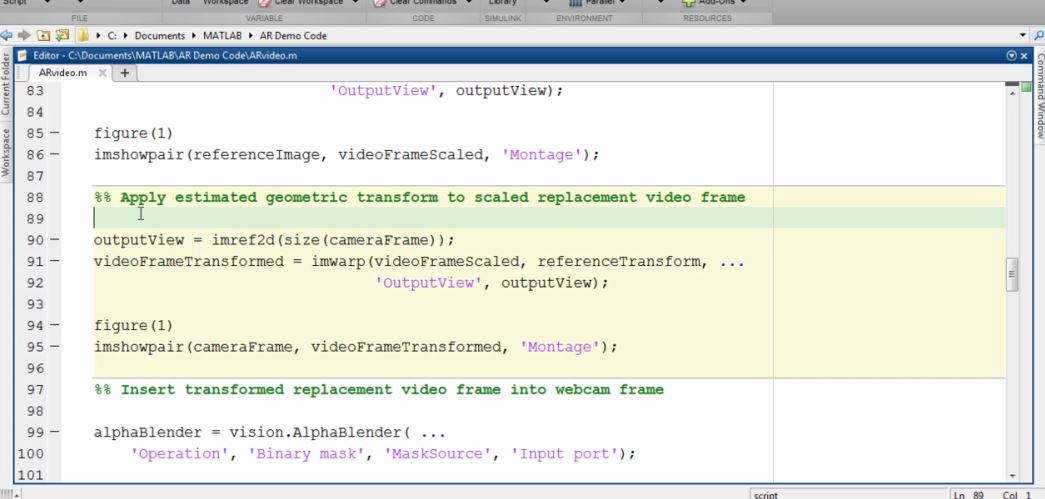 Script
Data
Workspace
Clear Workspace
Clear Commands
Library
Parallel
Add-Ons
FILE
VARIABLE
CODE
SIMULINK
ENVIRONMENT
RESOURCES
C: Documents MATLAB AR Demo Code
Current Folder
Workspace
Command Window
Editor - C:\Documents\MATLAB\AR Demo Code\ARvideo.m
ARvideo.m × +
83 'OutputView', outputView);
84
85 – figure(1)
86 – imshowpair(referenceImage, videoFrameScaled, 'Montage');
87
88 %% Apply estimated geometric transform to scaled replacement video frame
89
90 – outputView = imref2d(size(cameraFrame));
91 – videoFrameTransformed = imwarp(videoFrameScaled, referenceTransform, ...
92 'OutputView', outputView);
93
94 – figure(1)
95 – imshowpair(cameraFrame, videoFrameTransformed, 'Montage');
96
97 %% Insert transformed replacement video frame into webcam frame
98
99 – alphaBlender = vision.AlphaBlender( ...
100 'Operation', 'Binary mask', 'MaskSource', 'Input port');
101
script
Ln 89 Col 1